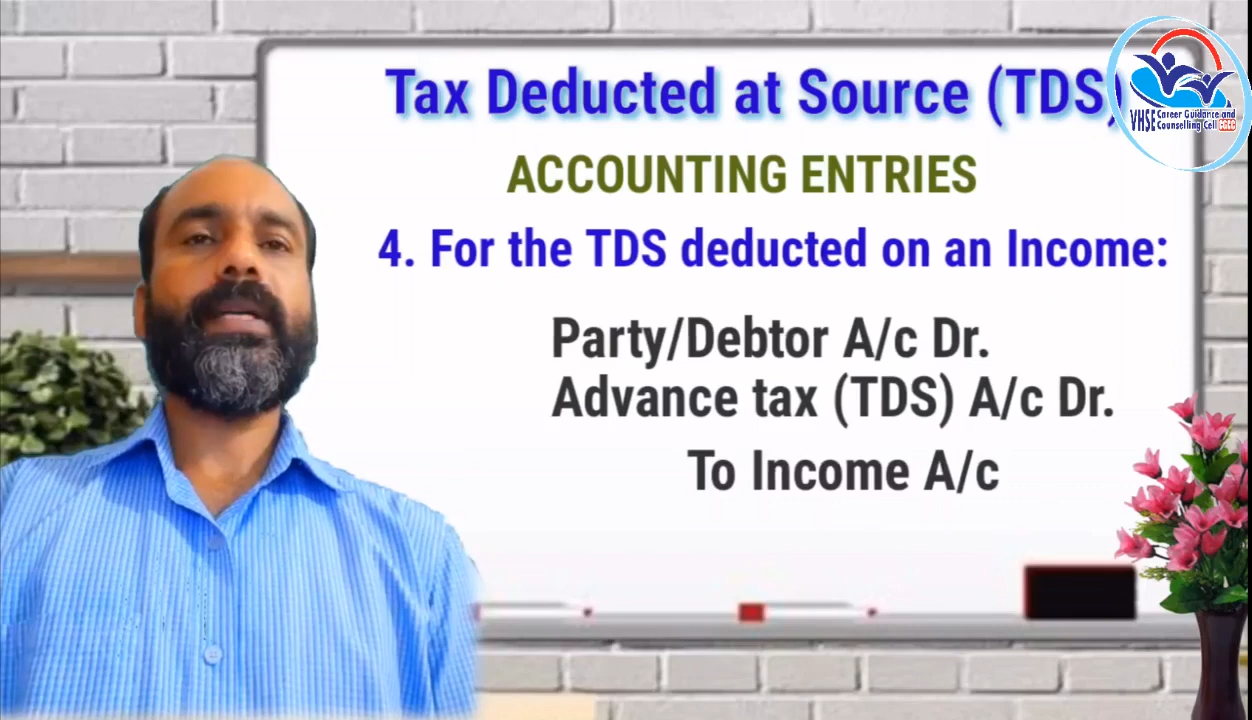 Tax Deducted at Source (TDS)
VHSE Career Guidance and
Counselling Cell CGCC
ACCOUNTING ENTRIES
4. For the TDS deducted on an Income:
Party/Debtor A/c Dr.
Advance tax (TDS) A/c Dr.
To Income A/c